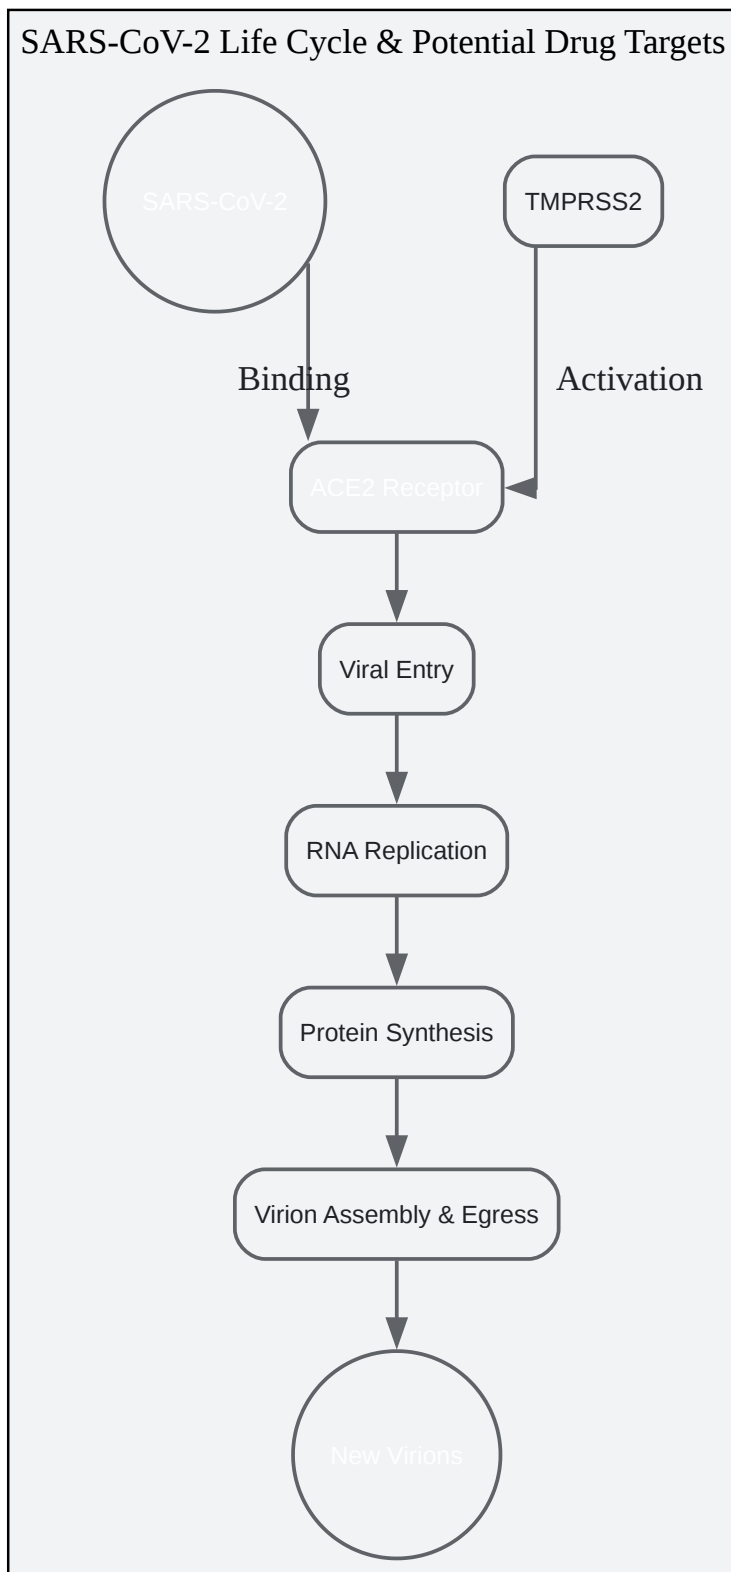 SARS-CoV-2 Life Cycle & Potential Drug Targets
SARS-CoV-2
TMPRSS2
Binding
Activation
ACE2 Receptor
Viral Entry
RNA Replication
Protein Synthesis
Virion Assembly & Egress
New Virions